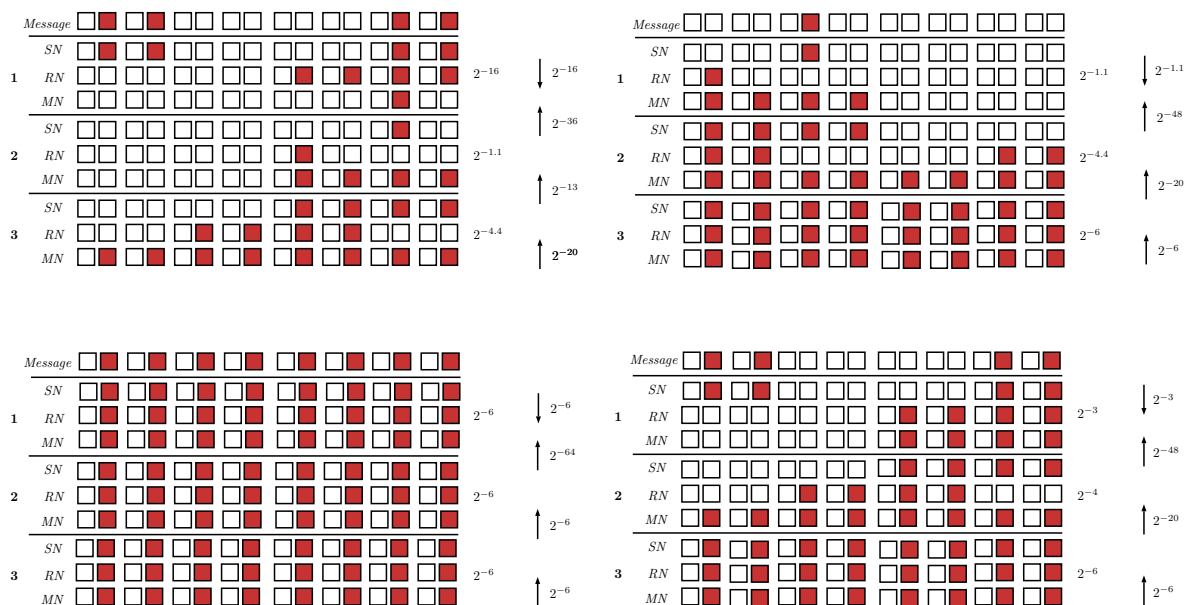 Message
SN
1 RN 2^{-16} 2^{-16}
MN
2^{-36}
SN
2 RN 2^{-1.1}
MN
2^{-13}
SN
3 RN 2^{-4.4}
MN
2^{-20}
Message
SN
1 RN 2^{-1.1} 2^{-1.1}
MN
2^{-48}
SN
2 RN 2^{-4.4}
MN
2^{-20}
SN
3 RN 2^{-6}
MN
2^{-6}
Message
SN
1 RN 2^{-6} 2^{-6}
MN
2^{-64}
SN
2 RN 2^{-6}
MN
2^{-6}
SN
3 RN 2^{-6}
MN
2^{-6}
Message
SN
1 RN 2^{-3} 2^{-3}
MN
2^{-48}
SN
2 RN 2^{-4}
MN
2^{-20}
SN
3 RN 2^{-6}
MN
2^{-6}